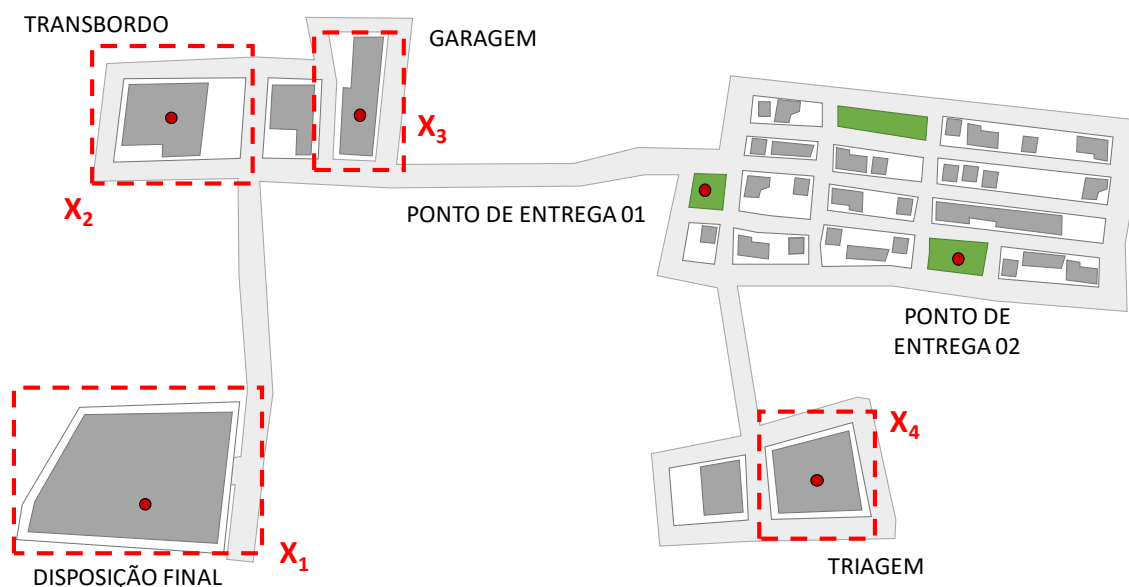 TRANSBORDO
GARAGEM
X₃
X₂
PONTO DE ENTREGA 01
PONTO DE
ENTREGA 02
X₄
X₁
DISPOSIÇÃO FINAL
TRIAGEM